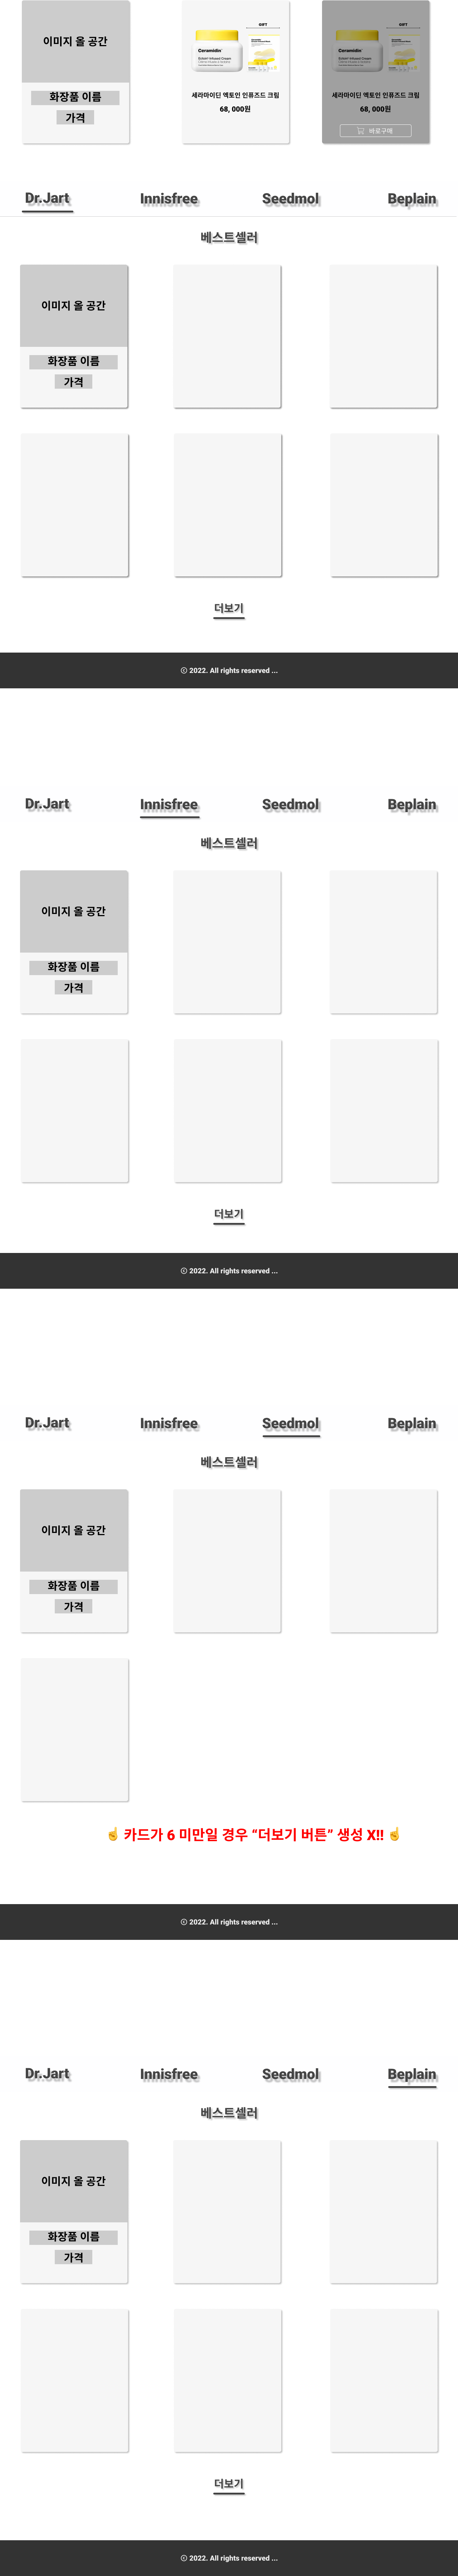 이미지 올 공간
화장품 이름
가격
GIFT
Ceramidin
세라마이딘 엑토인 인퓨즈드 크림
68, 000원
GIFT
Ceramidin
세라마이딘 엑토인 인퓨즈드 크림
68, 000원
바로구매
Dr.Jart Innisfree Seedmol Beplain
베스트셀러
이미지 올 공간
화장품 이름
가격
더보기
ⓒ 2022. All rights reserved ...
Dr.Jart Innisfree Seedmol Beplain
베스트셀러
이미지 올 공간
화장품 이름
가격
더보기
ⓒ 2022. All rights reserved ...
Dr.Jart Innisfree Seedmol Beplain
베스트셀러
이미지 올 공간
화장품 이름
가격
☝️ 카드가 6 미만일 경우 “더보기 버튼” 생성 X!! ☝️
ⓒ 2022. All rights reserved ...
Dr.Jart Innisfree Seedmol Beplain
베스트셀러
이미지 올 공간
화장품 이름
가격
더보기
ⓒ 2022. All rights reserved ...